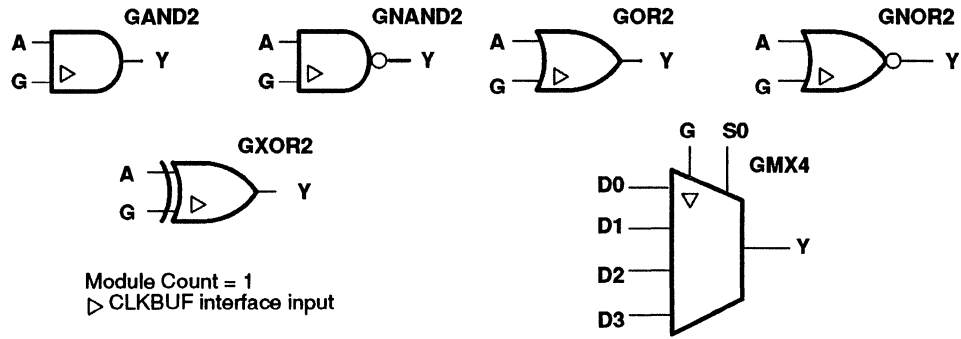 GAND2 GNAND2 GOR2 GNOR2
A Y A Y A Y A Y
G G G G
GXOR2
A Y
G
G S0
GMX4
D0
D1
Y
D2
D3
Module Count = 1
CLKBUF interface input